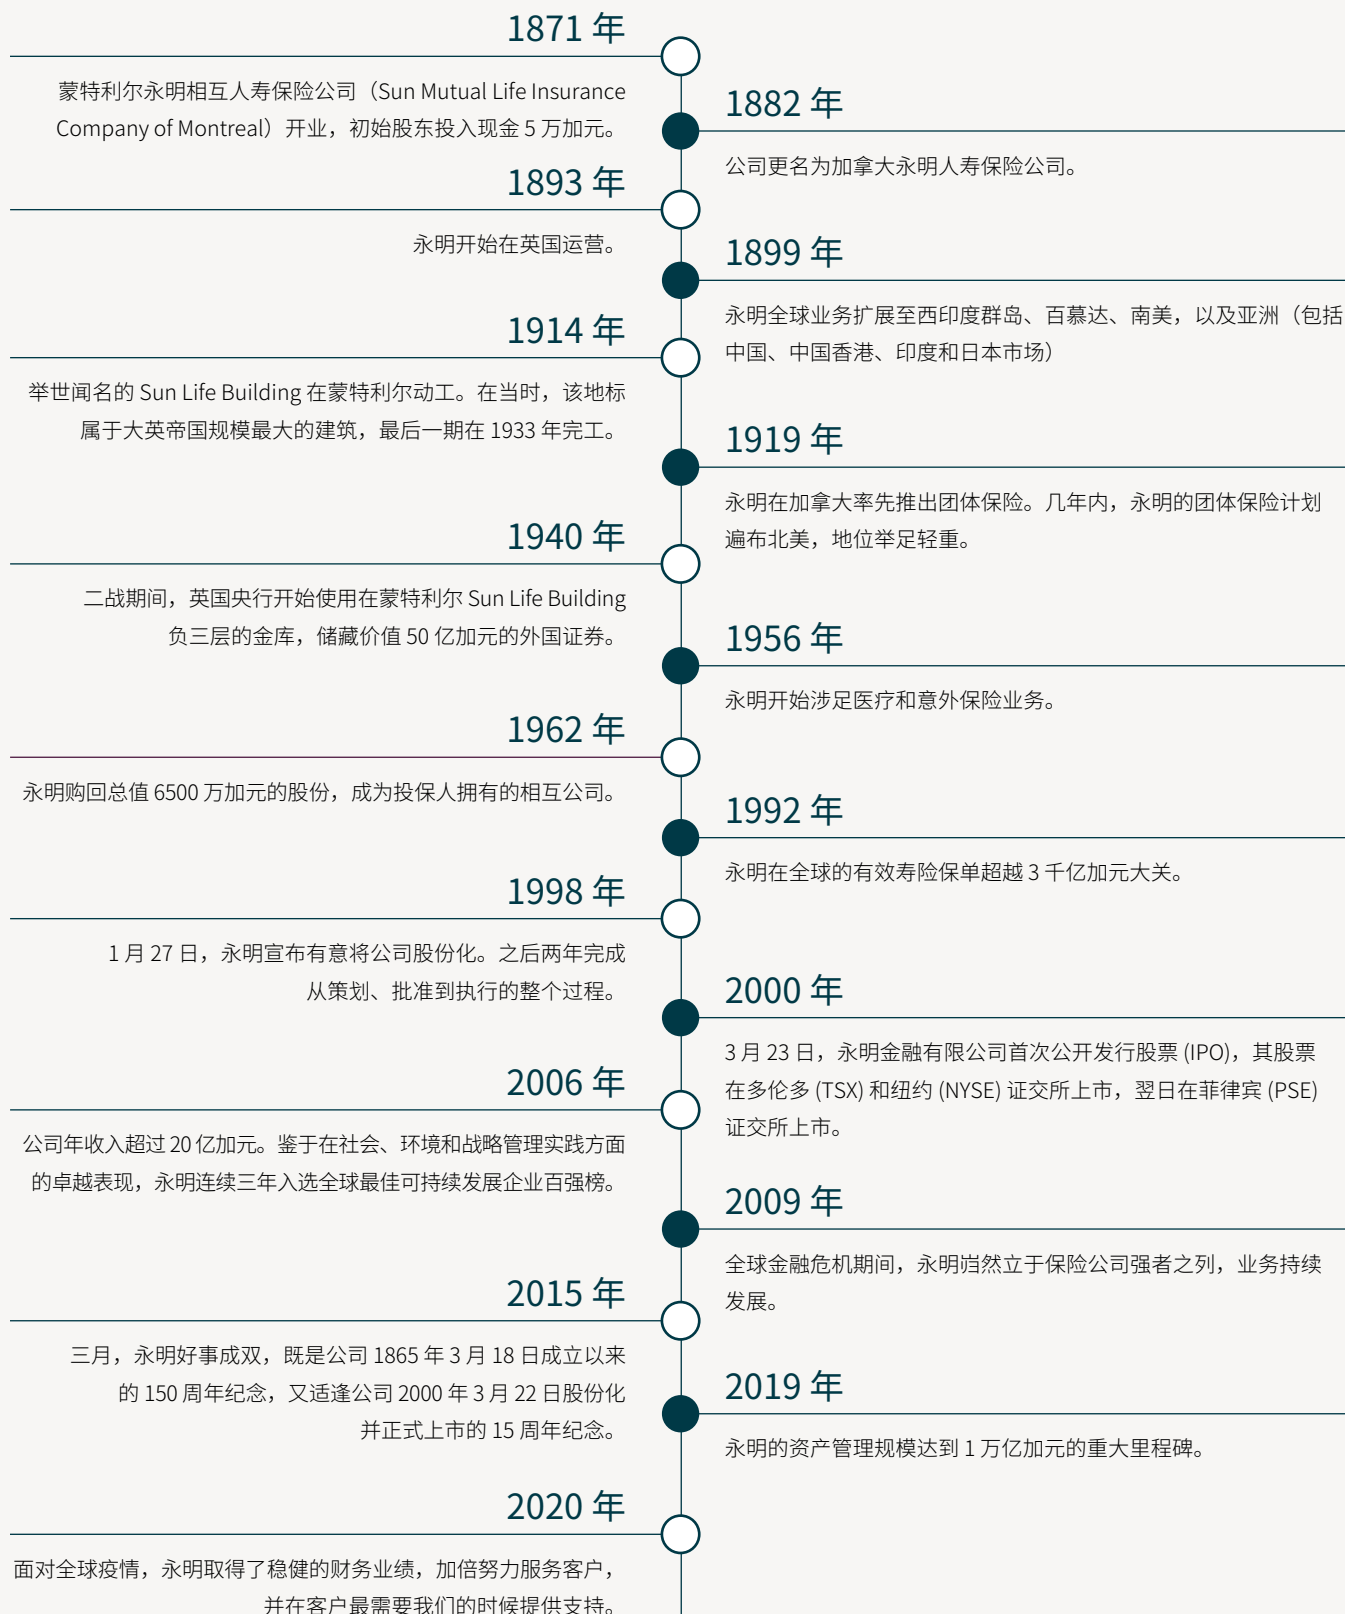 1871 年
蒙特利尔永明相互人寿保险公司（Sun Mutual Life Insurance
Company of Montreal）开业，初始股东投入现金 5 万加元。
1882 年
公司更名为加拿大永明人寿保险公司。
1893 年
永明开始在英国运营。
1899 年
永明全球业务扩展至西印度群岛、百慕达、南美，以及亚洲（包括
中国、中国香港、印度和日本市场）
1914 年
举世闻名的 Sun Life Building 在蒙特利尔动工。在当时，该地标
属于大英帝国规模最大的建筑，最后一期在 1933 年完工。
1919 年
永明在加拿大率先推出团体保险。几年内，永明的团体保险计划
遍布北美，地位举足轻重。
1940 年
二战期间，英国央行开始使用在蒙特利尔 Sun Life Building
负三层的金库，储藏价值 50 亿加元的外国证券。
1956 年
永明开始涉足医疗和意外保险业务。
1962 年
永明购回总值 6500 万加元的股份，成为投保人拥有的相互公司。
1992 年
永明在全球的有效寿险保单超越 3 千亿加元大关。
1998 年
1 月 27 日，永明宣布有意将公司股份化。之后两年完成
从策划、批准到执行的整个过程。
2000 年
3 月 23 日，永明金融有限公司首次公开发行股票 (IPO)，其股票
在多伦多 (TSX) 和纽约 (NYSE) 证交所上市，翌日在菲律宾 (PSE)
证交所上市。
2006 年
公司年收入超过 20 亿加元。鉴于在社会、环境和战略管理实践方面
的卓越表现，永明连续三年入选全球最佳可持续发展企业百强榜。
2009 年
全球金融危机期间，永明岿然立于保险公司强者之列，业务持续
发展。
2015 年
三月，永明好事成双，既是公司 1865 年 3 月 18 日成立以来
的 150 周年纪念，又适逢公司 2000 年 3 月 22 日股份化
并正式上市的 15 周年纪念。
2019 年
永明的资产管理规模达到 1 万亿加元的重大里程碑。
2020 年
面对全球疫情，永明取得了稳健的财务业绩，加倍努力服务客户，
并在客户最需要我们的时候提供支持。